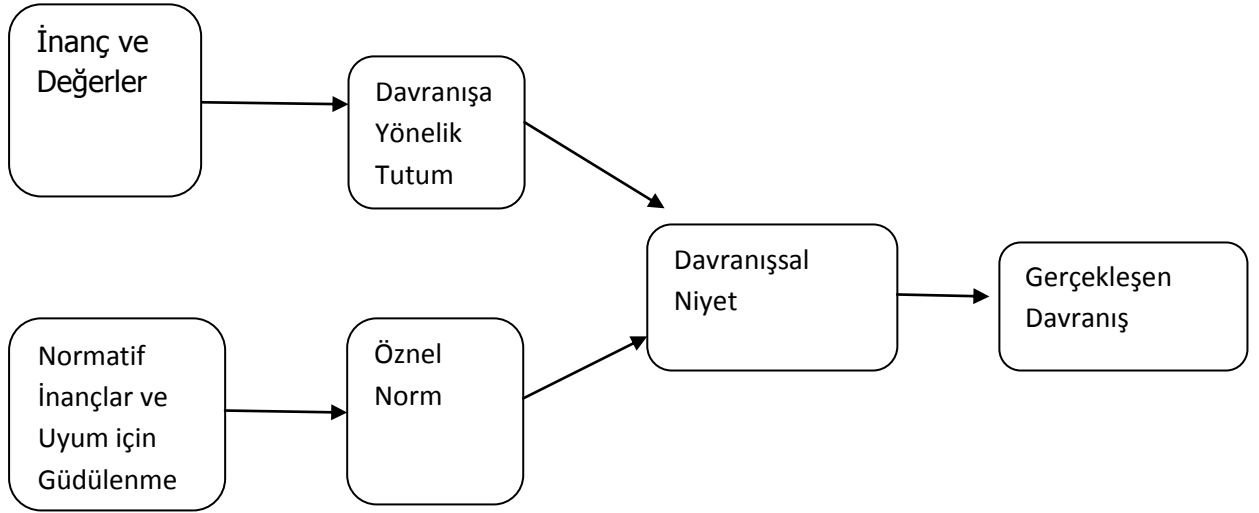 İnanç ve
Değerler
Davranışa
Yönelik
Tutum
Davranışsal
Niyet
Gerçekleşen
Davranış
Normatif
İnançlar ve
Uyum için
Güdülenme
Öznel
Norm